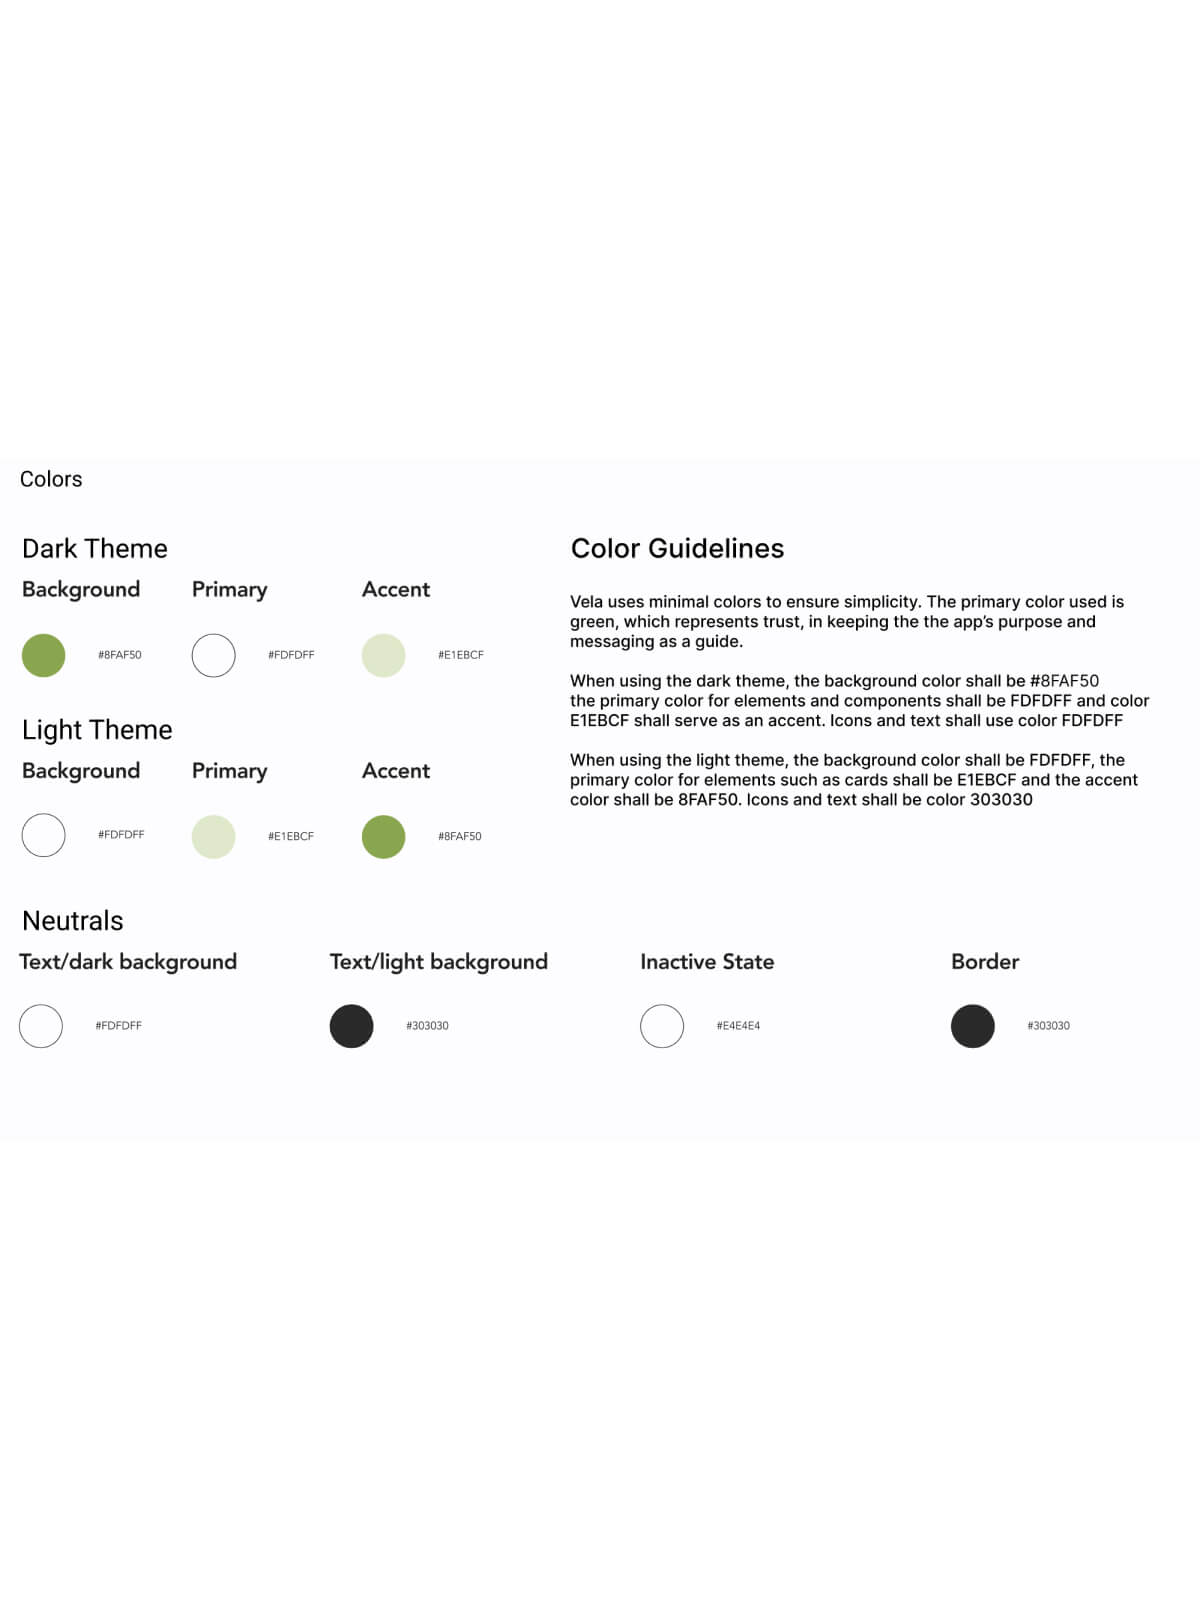 Colors
Dark Theme
Background Primary Accent
#8FAF50 #FDFDFF #E1EBCF
Light Theme
Background Primary Accent
#FDFDFF #E1EBCF #8FAF50
Color Guidelines
Vela uses minimal colors to ensure simplicity. The primary color used is
green, which represents trust, in keeping the the app’s purpose and
messaging as a guide.
When using the dark theme, the background color shall be #8FAF50
the primary color for elements and components shall be FDFDFF and color
E1EBCF shall serve as an accent. Icons and text shall use color FDFDFF
When using the light theme, the background color shall be FDFDFF, the
primary color for elements such as cards shall be E1EBCF and the accent
color shall be 8FAF50. Icons and text shall be color 303030
Neutrals
Text/dark background Text/light background Inactive State Border
#FDFDFF #303030 #E4E4E4 #303030